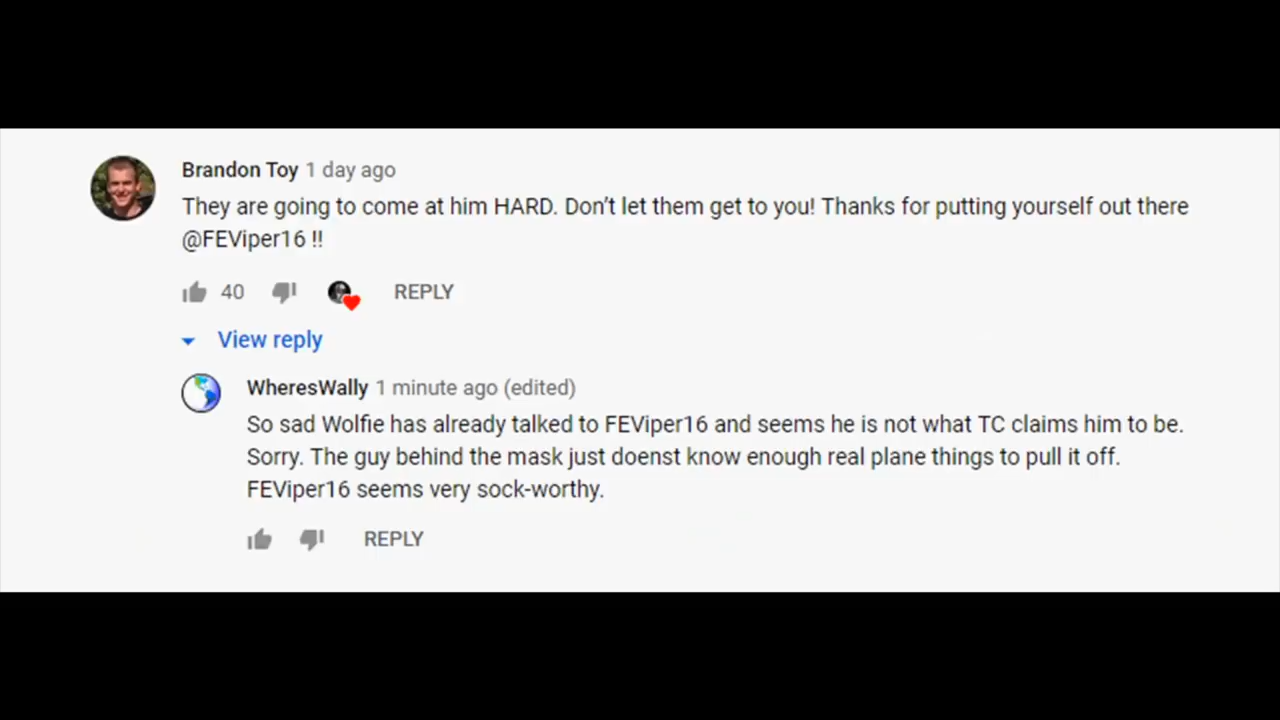 Brandon Toy 1 day ago
They are going to come at him HARD. Don’t let them get to you! Thanks for putting yourself out there
@FEViper16 !!
40 REPLY
View reply
WheresWally 1 minute ago (edited)
So sad Wolfie has already talked to FEViper16 and seems he is not what TC claims him to be.
Sorry. The guy behind the mask just doenst know enough real plane things to pull it off.
FEViper16 seems very sock-worthy.
REPLY